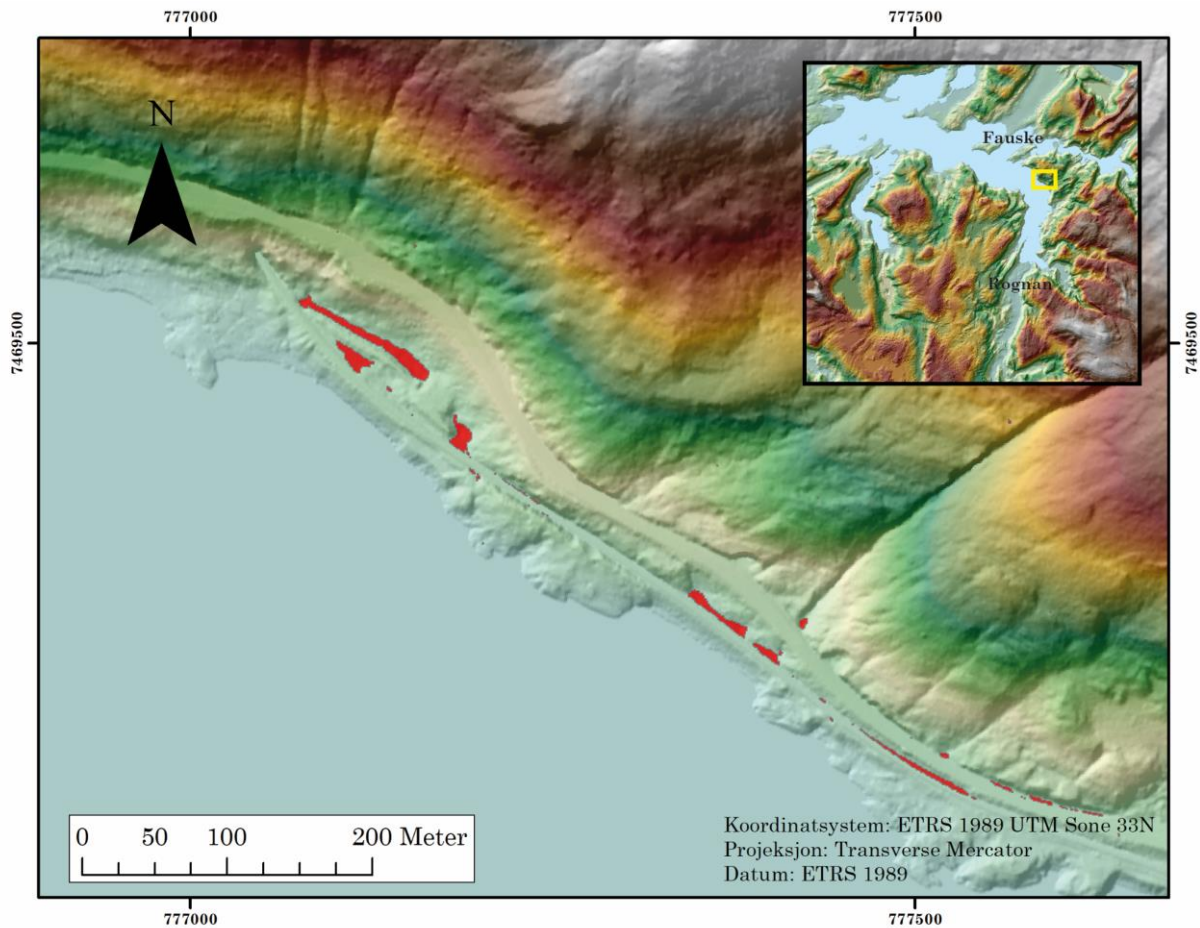 777000
777500
N
Fauske
Rognan
7469500
7469500
0 50 100 200 Meter
Koordinatsystem: ETRS 1989 UTM Sone 33N
Projeksjon: Transverse Mercator
Datum: ETRS 1989
777000
777500